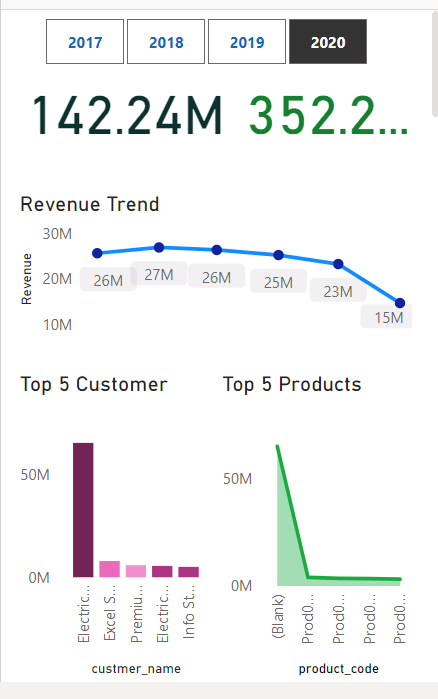 2017 2018 2019 2020
142.24M 352.2...
Revenue Trend
30M
20M
10M
Revenue
26M 27M 26M 25M 23M 15M
Top 5 Customer Top 5 Products
50M
0M
Electric... Excel S... Premiu... Electric... Info St...
custmer_name
50M
0M
(Blank) Prod0... Prod0... Prod0... Prod0...
product_code